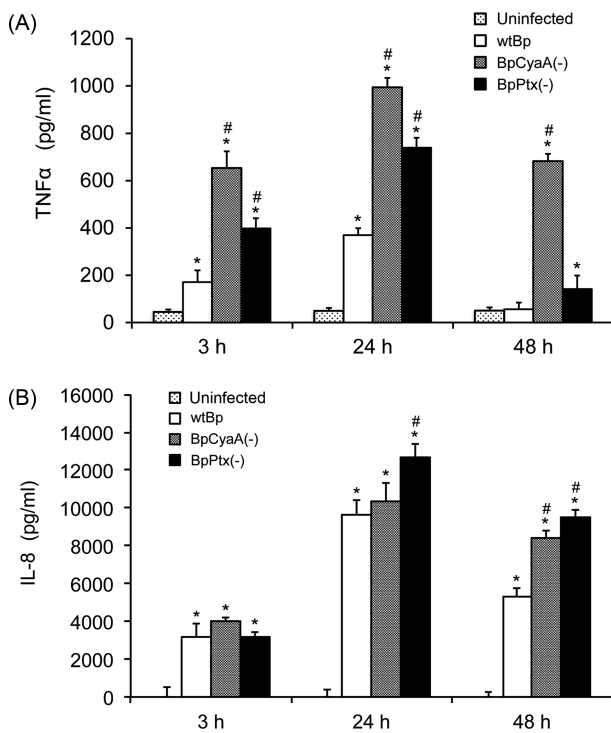 (A)
Uninfected
wtBp
BpCyaA(-)
BpPtx(-)
TNFα (pg/ml)
1200
1000
800
600
400
200
0
*
#
*
#
*
*
#
*
#
*
#
*
*
3 h
24 h
48 h
(B)
Uninfected
wtBp
BpCyaA(-)
BpPtx(-)
IL-8 (pg/ml)
16000
14000
12000
10000
8000
6000
4000
2000
0
*
*
*
*
*
#
*
*
#
*
#
*
3 h
24 h
48 h